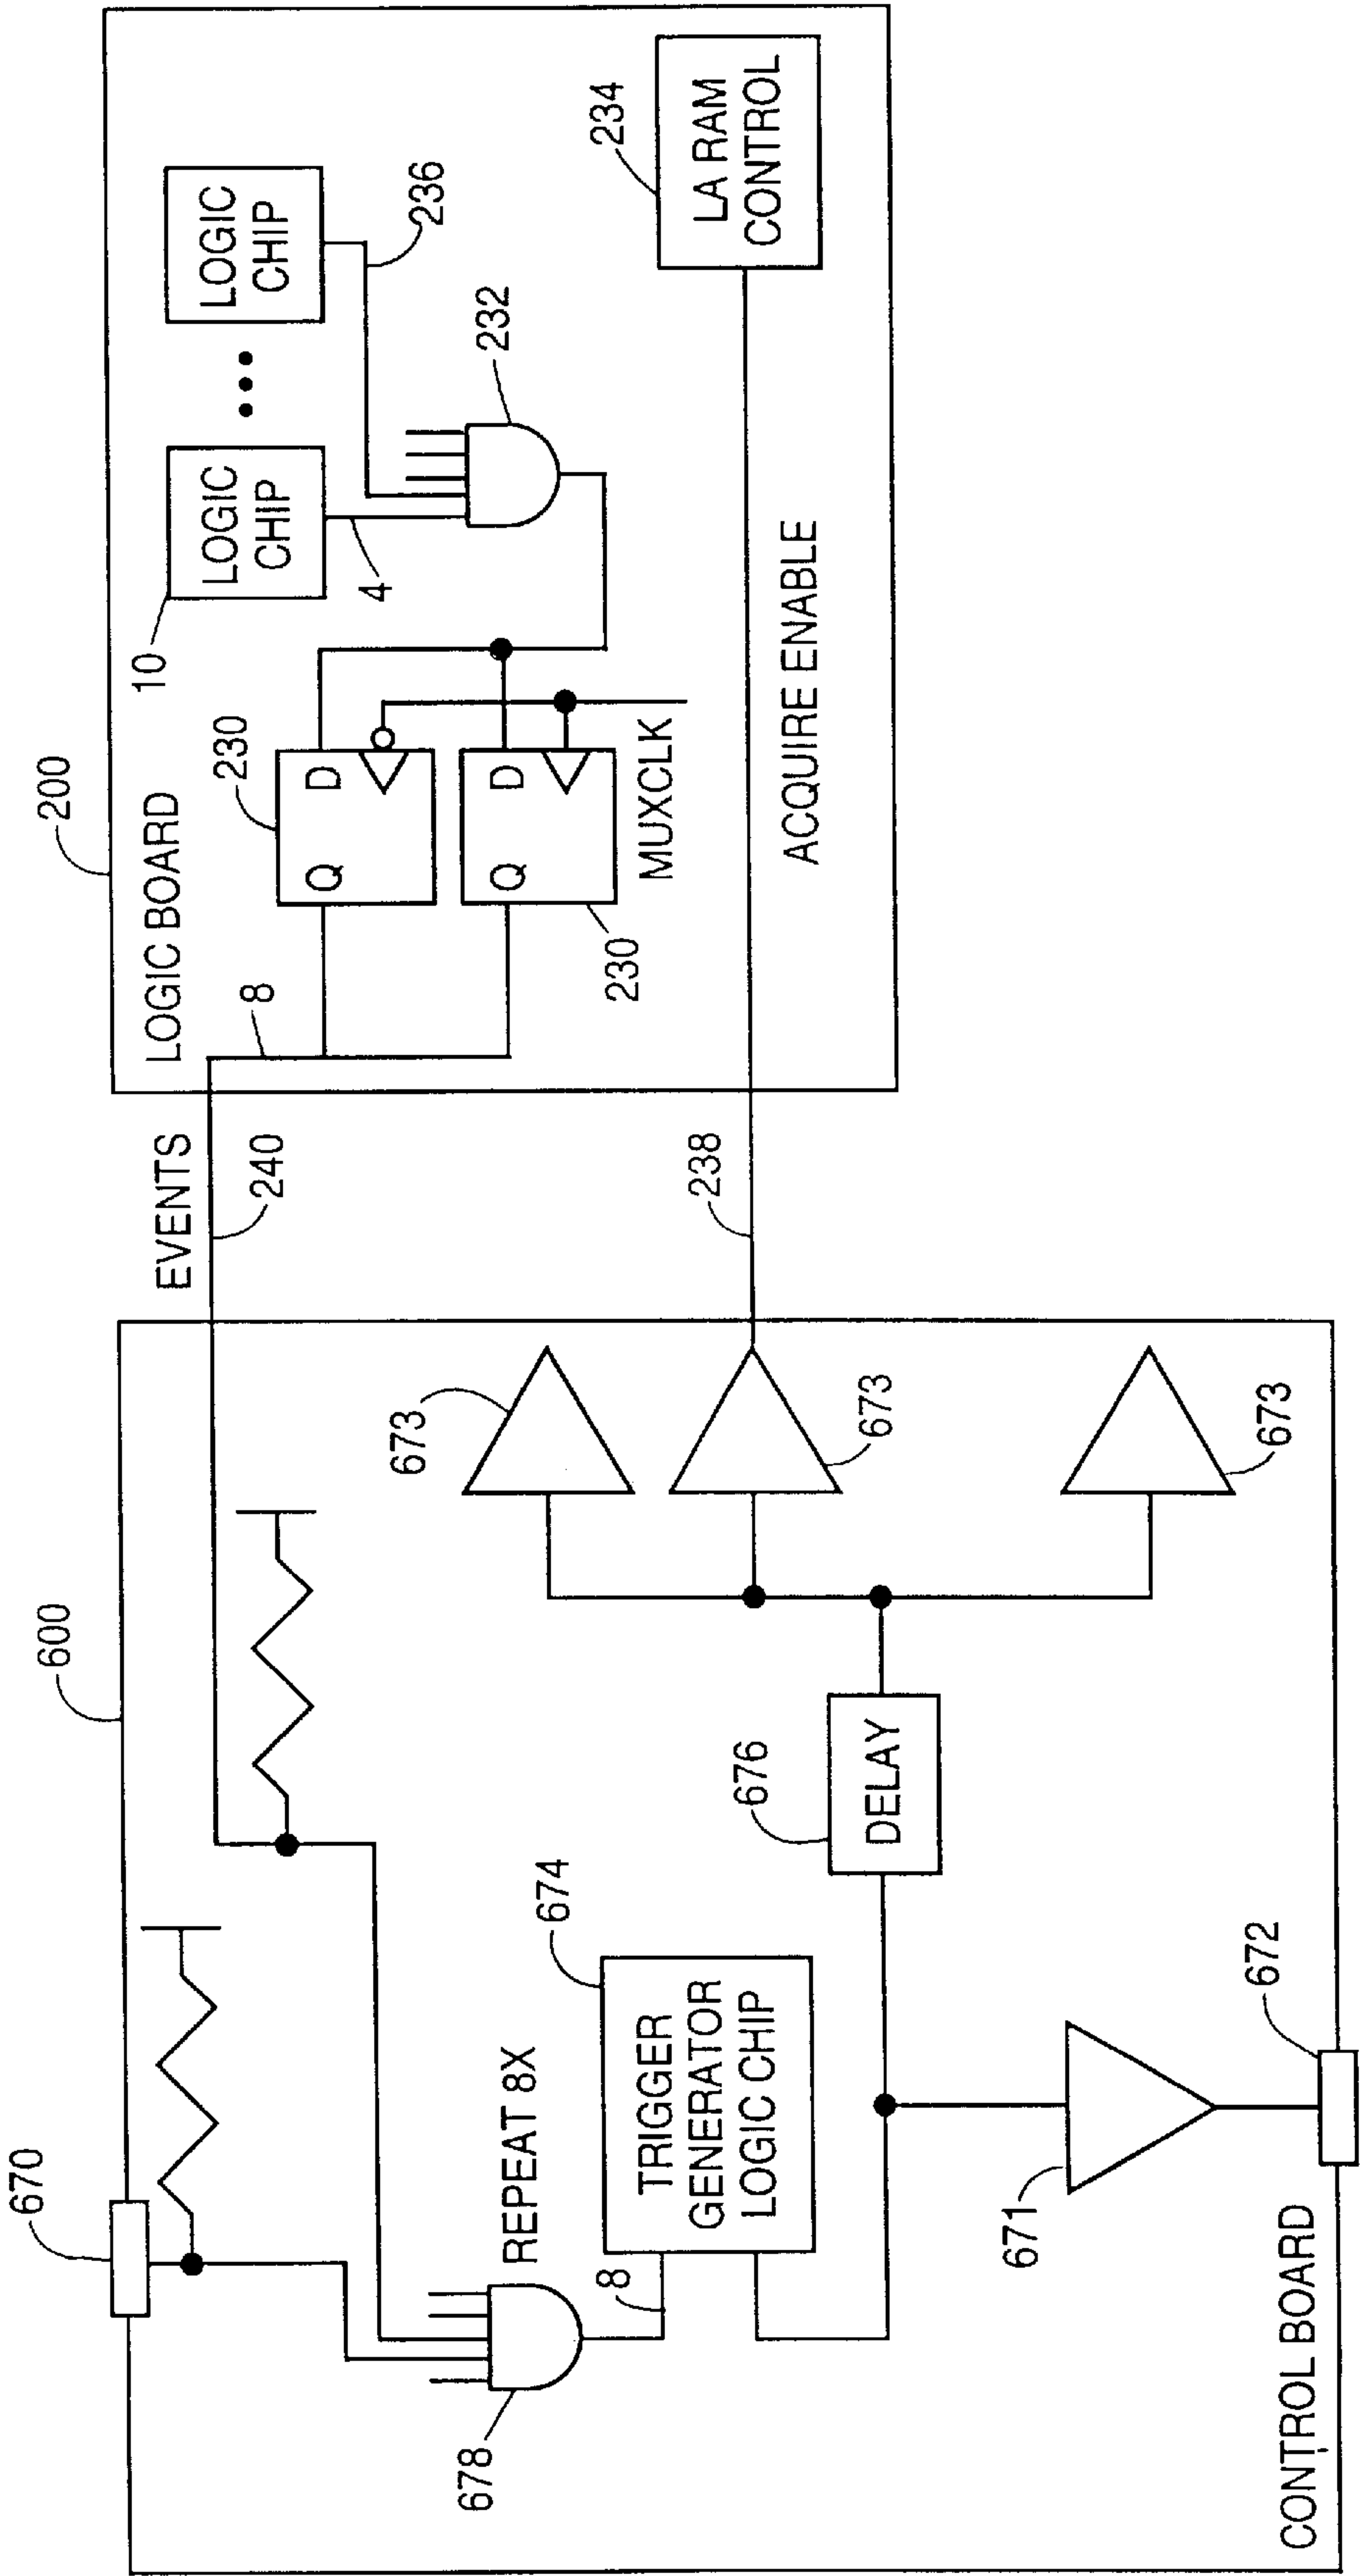 670
600
EVENTS
240
200
LOGIC BOARD
8
230
Q
D
10
LOGIC
CHIP
LOGIC
CHIP
4
236
232
Q
D
230
MUXCLK
678
REPEAT 8X
8
674
TRIGGER
GENERATOR
LOGIC CHIP
676
DELAY
673
673
673
238
ACQUIRE ENABLE
234
LA RAM
CONTROL
671
672
CONTROL BOARD